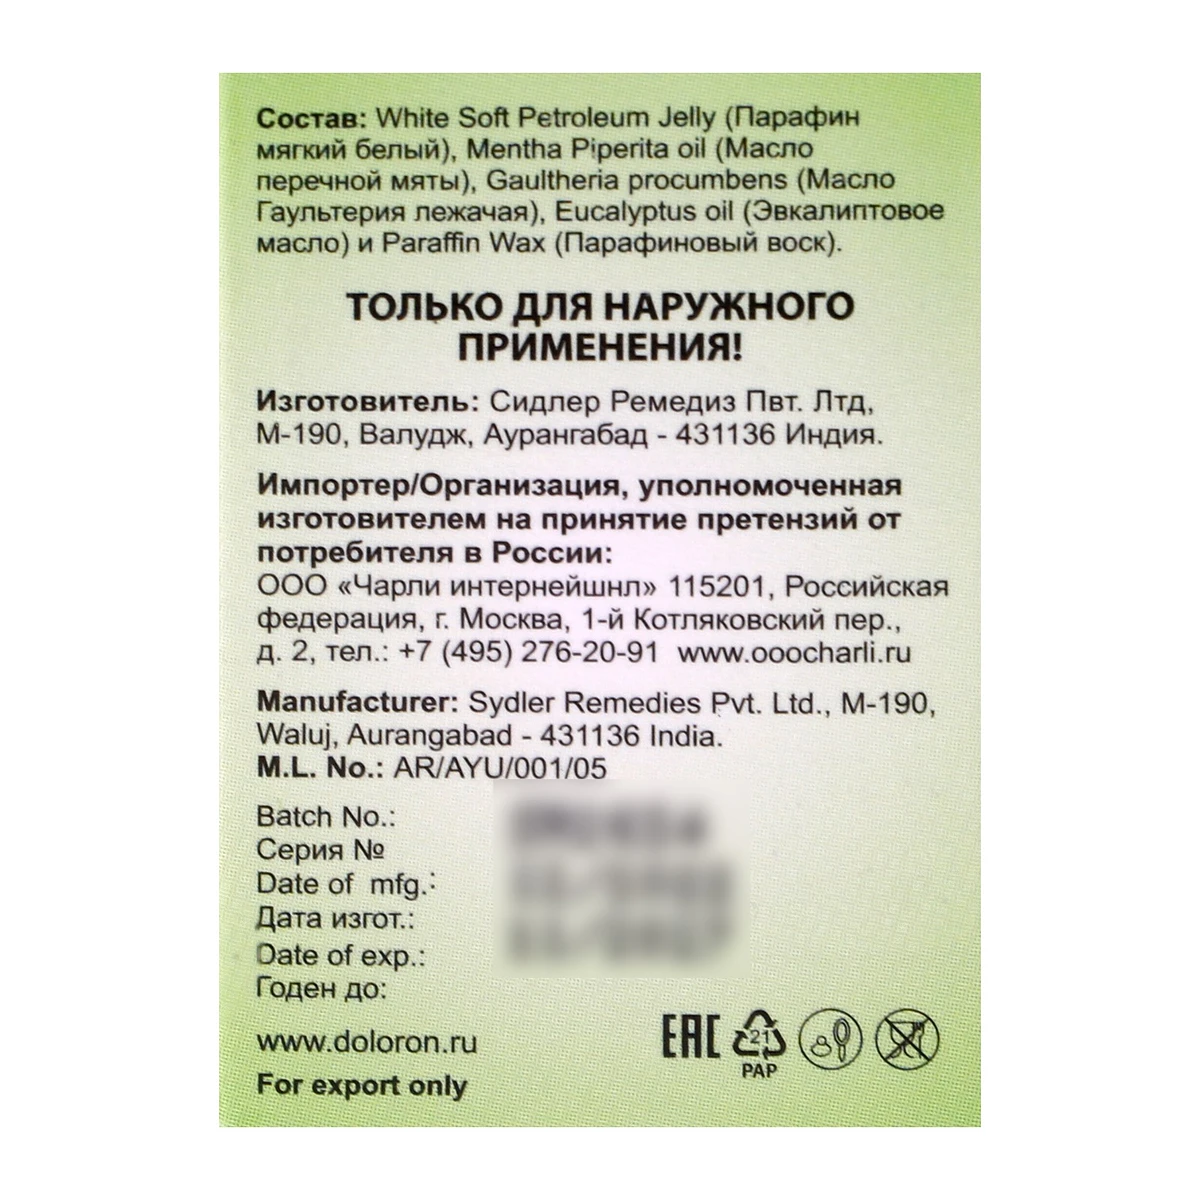 Состав: White Soft Petroleum Jelly (Парафин
мягкий белый), Mentha Piperita oil (Масло
перечной мяты), Gaultheria procumbens (Масло
Гаультерия лежачая), Eucalyptus oil (Эвкалиптовое
масло) и Paraffin Wax (Парафиновый воск).
ТОЛЬКО ДЛЯ НАРУЖНОГО
ПРИМЕНЕНИЯ!
Изготовитель: Сидлер Ремедиз Пвт. Лтд,
М-190, Валудж, Аурангабад - 431136 Индия.
Импортер/Организация, уполномоченная
изготовителем на принятие претензий от
потребителя в России:
ООО «Чарли интернейшнл» 115201, Российская
федерация, г. Москва, 1-й Котляковский пер.,
д. 2, тел.: +7 (495) 276-20-91 www.ooocharli.ru
Manufacturer: Sydler Remedies Pvt. Ltd., M-190,
Waluj, Aurangabad - 431136 India.
M.L. No.: AR/AYU/001/05
Batch No.:
Серия №
Date of mfg.:
Дата изгот.:
Date of exp.:
Годен до:
www.doloron.ru
For export only
EAC
21
PAP